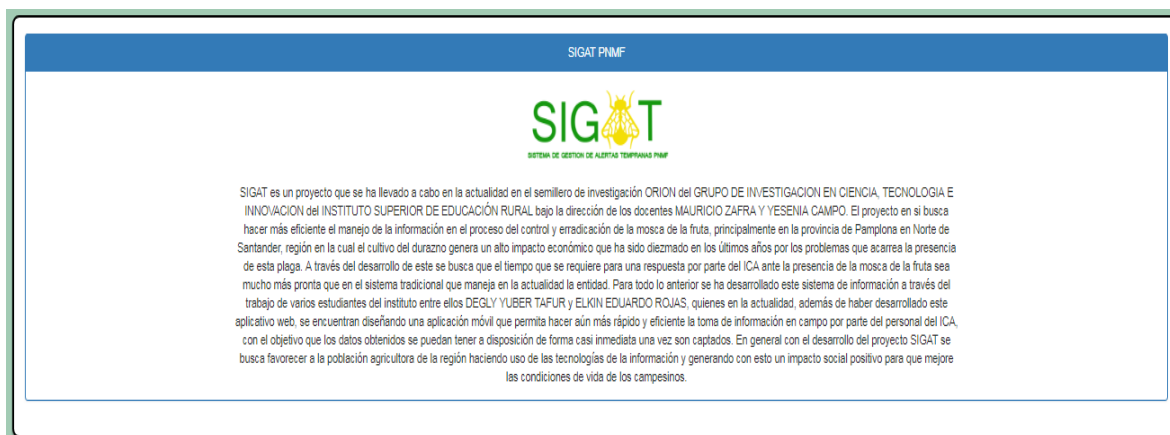 SIGAT PNMF
SIGAT
SISTEMA DE GESTION DE ALERTAS TEMPRANAS PNMF
SIGAT es un proyecto que se ha llevado a cabo en la actualidad en el semillero de investigación ORION del GRUPO DE INVESTIGACION EN CIENCIA, TECNOLOGIA E
INNOVACION del INSTITUTO SUPERIOR DE EDUCACIÓN RURAL bajo la dirección de los docentes MAURICIO ZAFRA Y YESENIA CAMPO. El proyecto en si busca
hacer más eficiente el manejo de la información en el proceso del control y erradicación de la mosca de la fruta, principalmente en la provincia de Pamplona en Norte de
Santander, región en la cual el cultivo del durazno genera un alto impacto económico que ha sido diezmado en los últimos años por los problemas que acarrea la presencia
de esta plaga. A través del desarrollo de este se busca que el tiempo que se requiere para una respuesta por parte del ICA ante la presencia de la mosca de la fruta sea
mucho más pronta que en el sistema tradicional que maneja en la actualidad la entidad. Para todo lo anterior se ha desarrollado este sistema de información a través del
trabajo de varios estudiantes del instituto entre ellos DEGLY YUBER TAFUR y ELKIN EDUARDO ROJAS, quienes en la actualidad, además de haber desarrollado este
aplicativo web, se encuentran diseñando una aplicación móvil que permita hacer aún más rápido y eficiente la toma de información en campo por parte del personal del ICA,
con el objetivo que los datos obtenidos se puedan tener a disposición de forma casi inmediata una vez son captados. En general con el desarrollo del proyecto SIGAT se
busca favorecer a la población agricultora de la región haciendo uso de las tecnologías de la información y generando con esto un impacto social positivo para que mejore
las condiciones de vida de los campesinos.